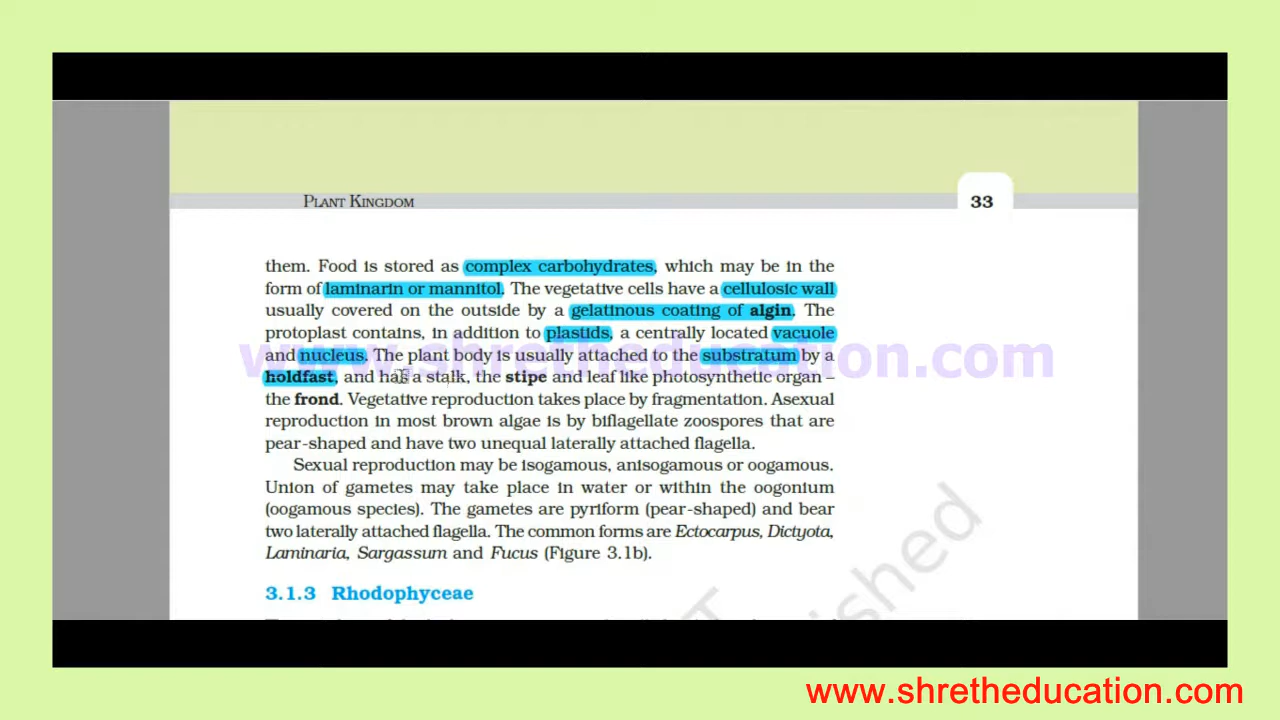 PLANT KINGDOM
33
them. Food is stored as complex carbohydrates, which may be in the
form of laminarin or mannitol. The vegetative cells have a cellulosic wall
usually covered on the outside by a gelatinous coating of algin. The
protoplast contains, in addition to plastids, a centrally located vacuole
and nucleus. The plant body is usually attached to the substratum by a
www.shretheducation.com
holdfast, and has a stalk, the stipe and leaf like photosynthetic organ –
the frond. Vegetative reproduction takes place by fragmentation. Asexual
reproduction in most brown algae is by biflagellate zoospores that are
pear-shaped and have two unequal laterally attached flagella.
Sexual reproduction may be isogamous, anisogamous or oogamous.
Union of gametes may take place in water or within the oogonium
(oogamous species). The gametes are pyriform (pear-shaped) and bear
two laterally attached flagella. The common forms are Ectocarpus, Dictyota,
Laminaria, Sargassum and Fucus (Figure 3.1b).
3.1.3 Rhodophyceae
www.shretheducation.com